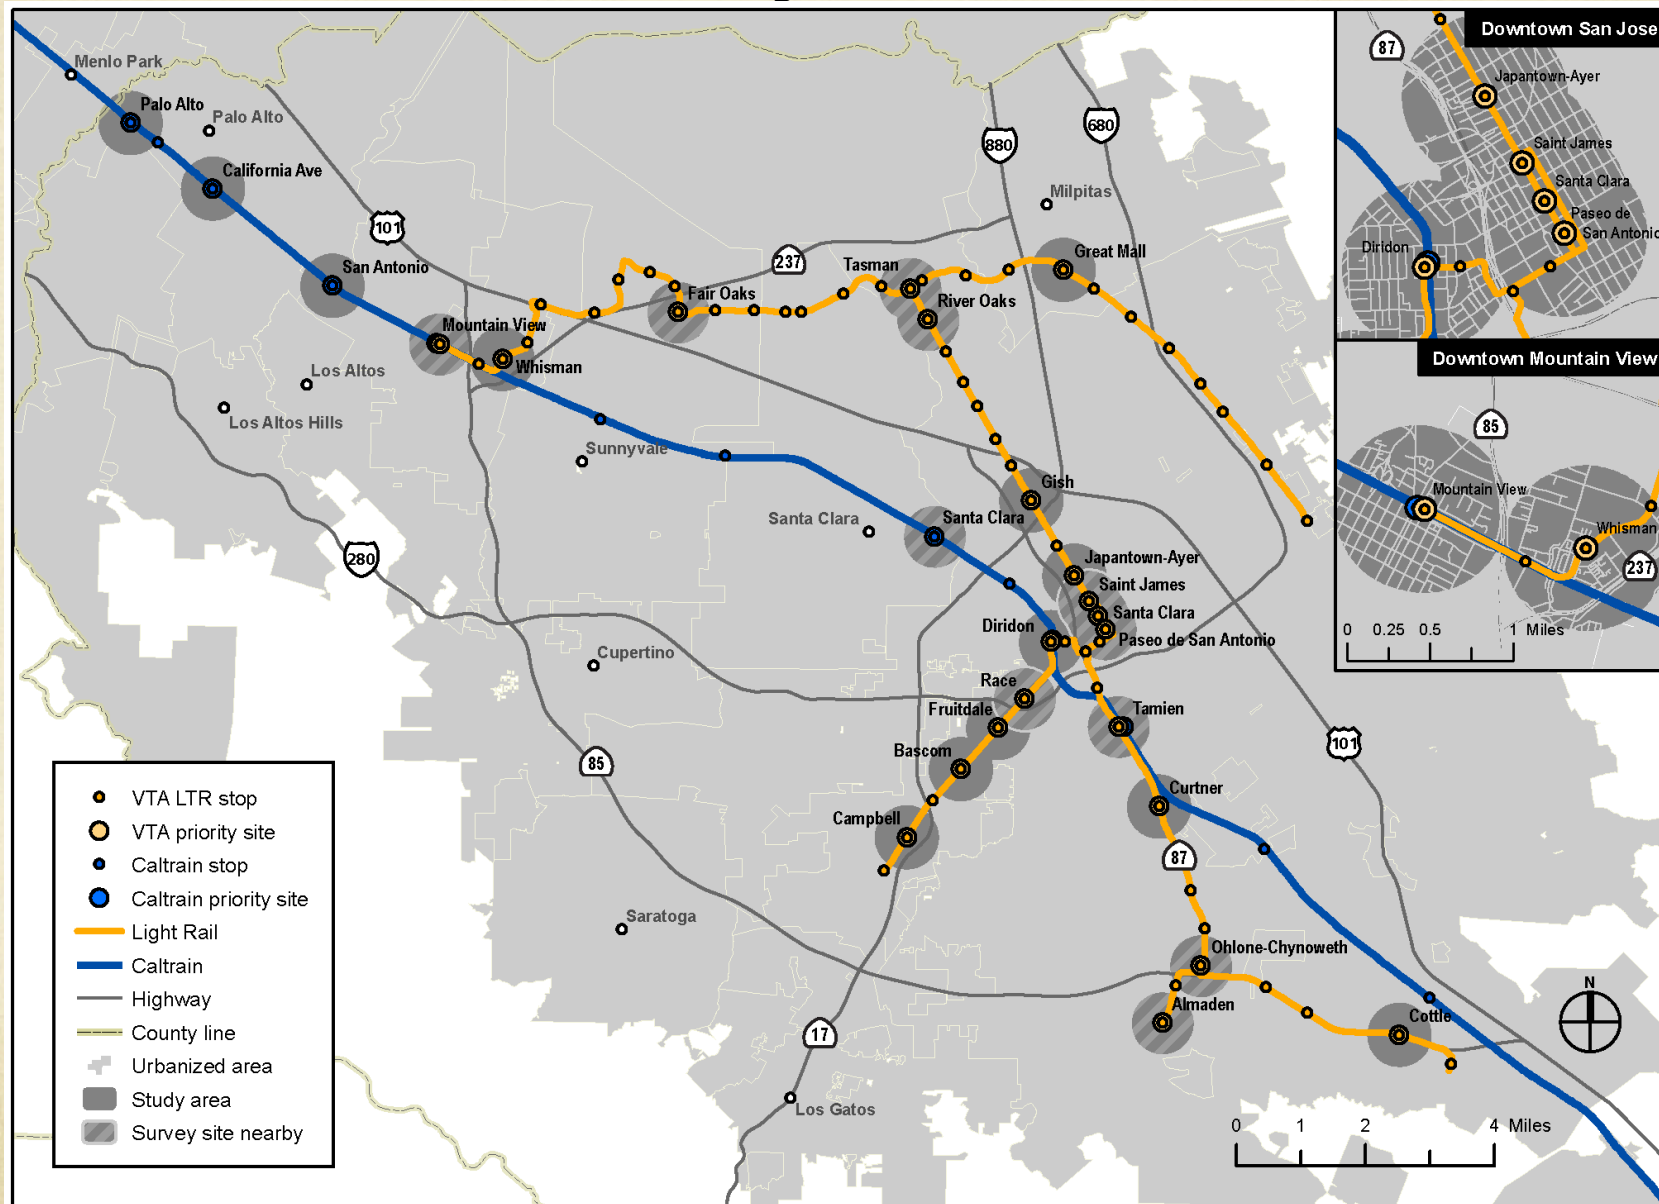 Menlo Park
Palo Alto
Palo Alto
California Ave
101
San Antonio
Mountain View
Whisman
Los Altos
Los Altos Hills
Sunnyvale
237
Fair Oaks
Tasman
River Oaks
Great Mall
Milpitas
880
680
Gish
Santa Clara
Santa Clara
Japantown-Ayer
Saint James
Santa Clara
Paseo de San Antonio
Diridon
Race
Fruitdale
Bascom
Campbell
Tamien
Curtner
87
Ohlone-Chynoweth
Almaden
Cottle
280
Cupertino
85
Saratoga
17
Los Gatos
101
N
0 1 2 4 Miles
VTA LTR stop
VTA priority site
Caltrain stop
Caltrain priority site
Light Rail
Caltrain
Highway
County line
Urbanized area
Study area
Survey site nearby
Downtown San Jose
87
Japantown-Ayer
Saint James
Santa Clara
Paseo de
San Antonio
Diridon
Downtown Mountain View
85
Mountain View
Whisman
237
0 0.25 0.5 1 Miles